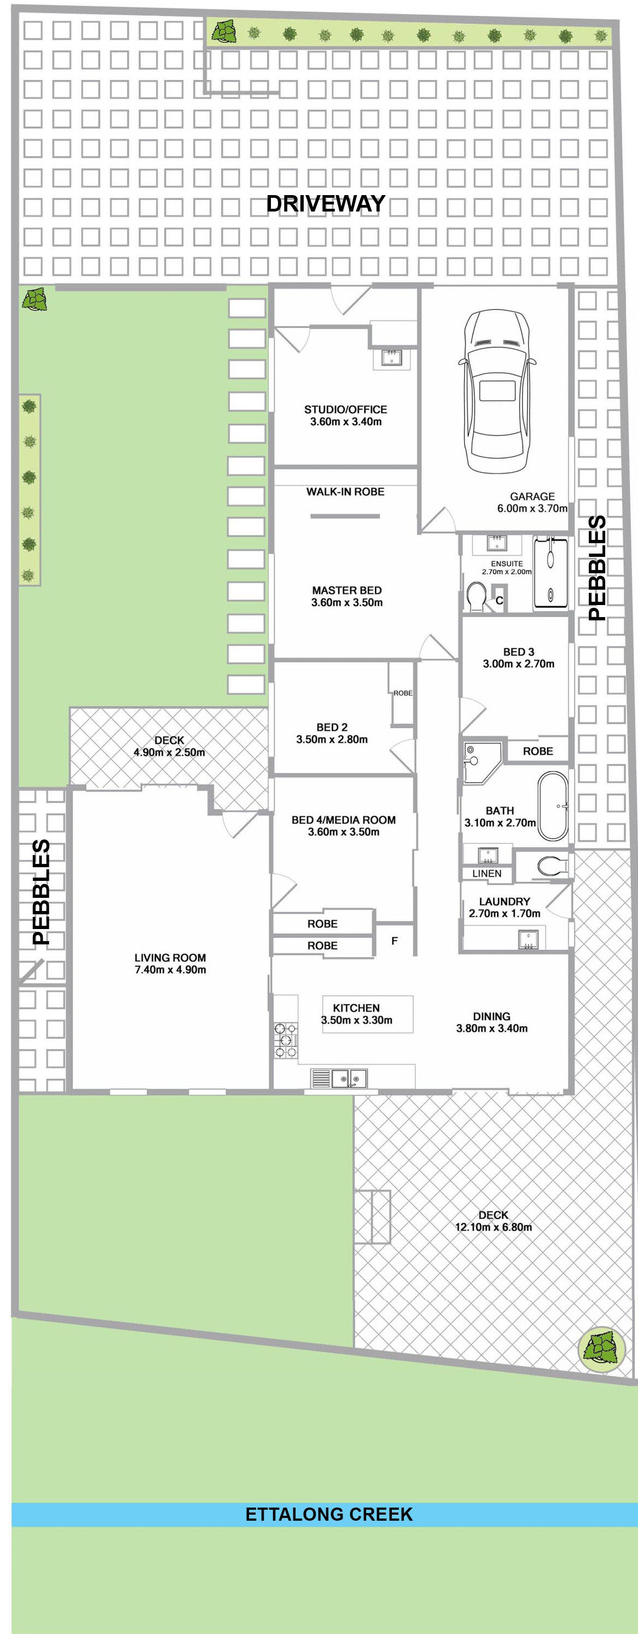 DRIVEWAY
STUDIO/OFFICE
3.60m x 3.40m
GARAGE
6.00m x 3.70m
WALK-IN ROBE
PEBBLES
ENSUITE
2.70m x 2.00m
C
MASTER BED
3.60m x 3.50m
BED 3
3.00m x 2.70m
ROBE
BED 2
3.50m x 2.80m
DECK
4.90m x 2.50m
ROBE
BED 4/MEDIA ROOM
3.60m x 3.50m
BATH
3.10m x 2.70m
PEBBLES
LINEN
LAUNDRY
2.70m x 1.70m
ROBE
ROBE
F
LIVING ROOM
7.40m x 4.90m
KITCHEN
3.50m x 3.30m
DINING
3.80m x 3.40m
DECK
12.10m x 6.80m
ETTALONG CREEK